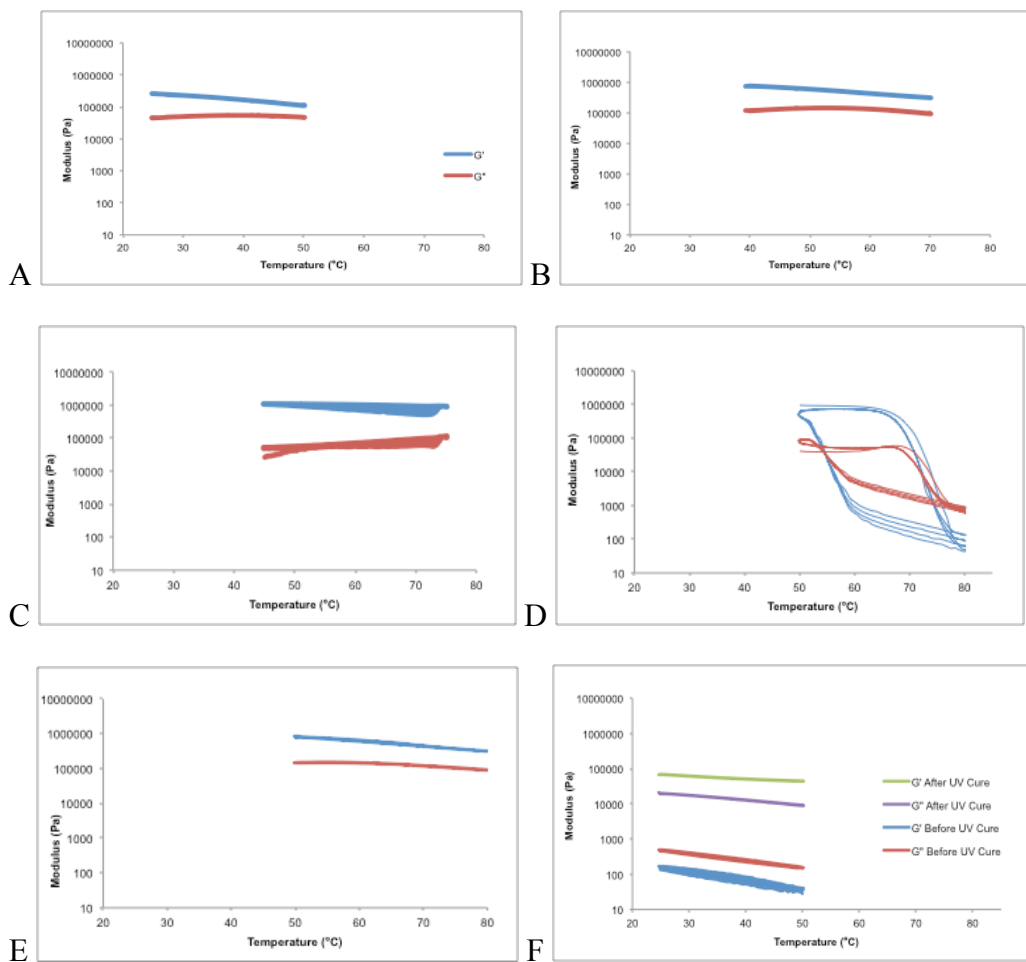 10000000
1000000
100000
10000
1000
100
10
Modulus (Pa)
20 30 40 50 60 70 80
Temperature (°C)
G'
G"
A
10000000
1000000
100000
10000
1000
100
10
Modulus (Pa)
20 30 40 50 60 70 80
Temperature (°C)
B
10000000
1000000
100000
10000
1000
100
10
Modulus (Pa)
20 30 40 50 60 70 80
Temperature (°C)
C
10000000
1000000
100000
10000
1000
100
10
Modulus (Pa)
20 30 40 50 60 70 80
Temperature (°C)
D
10000000
1000000
100000
10000
1000
100
10
Modulus (Pa)
20 30 40 50 60 70 80
Temperature (°C)
E
10000000
1000000
100000
10000
1000
100
10
Modulus (Pa)
20 30 40 50 60 70 80
Temperature (°C)
G' After UV Cure
G" After UV Cure
G' Before UV Cure
G" Before UV Cure
F